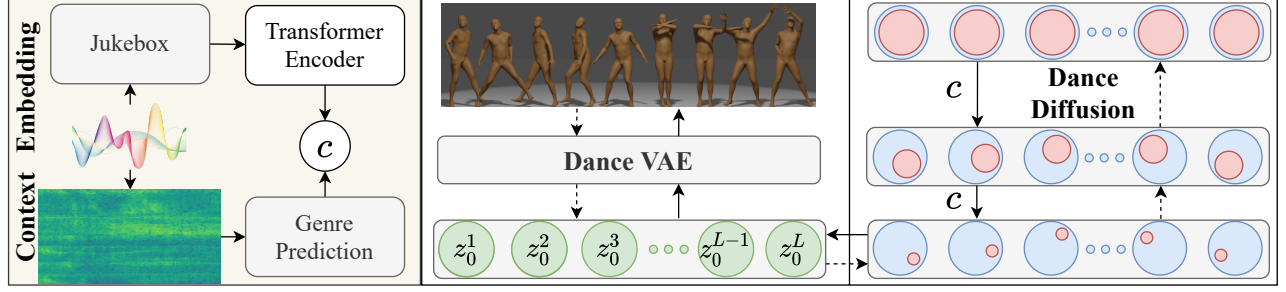 Context Embedding
Jukebox
Transformer
Encoder
c
Genre
Prediction
Dance VAE
z_0^1
z_0^2
z_0^3
z_0^{L-1}
z_0^L
c
Dance
Diffusion
c